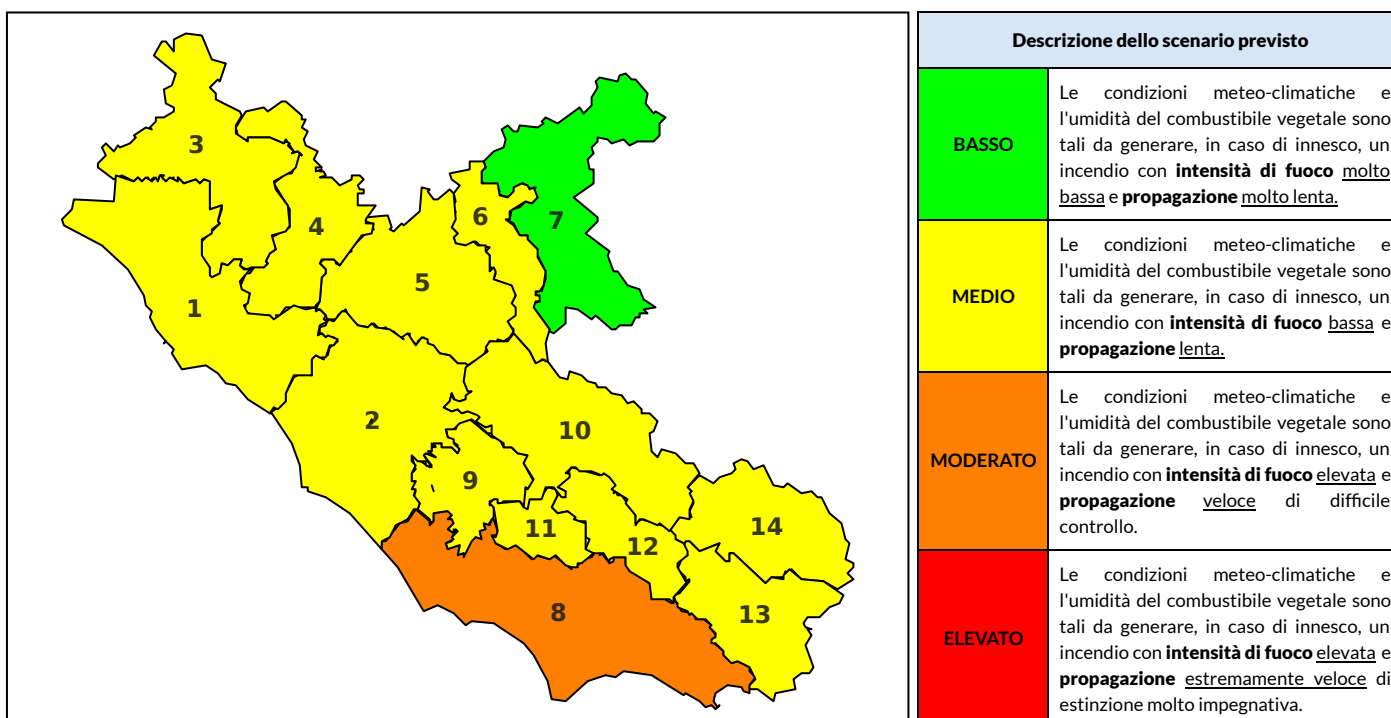 3
4
6
7
5
1
2
10
9
11
12
14
8
13
Descrizione dello scenario previsto
BASSO
Le condizioni meteo-climatiche e
l'umidità del combustibile vegetale sono
tali da generare, in caso di innesco, un
incendio con intensità di fuoco molto
bassa e propagazione molto lenta.
MEDIO
Le condizioni meteo-climatiche e
l'umidità del combustibile vegetale sono
tali da generare, in caso di innesco, un
incendio con intensità di fuoco bassa e
propagazione lenta.
MODERATO
Le condizioni meteo-climatiche e
l'umidità del combustibile vegetale sono
tali da generare, in caso di innesco, un
incendio con intensità di fuoco elevata e
propagazione veloce di difficile
controllo.
ELEVATO
Le condizioni meteo-climatiche e
l'umidità del combustibile vegetale sono
tali da generare, in caso di innesco, un
incendio con intensità di fuoco elevata e
propagazione estremamente veloce di
estinzione molto impegnativa.